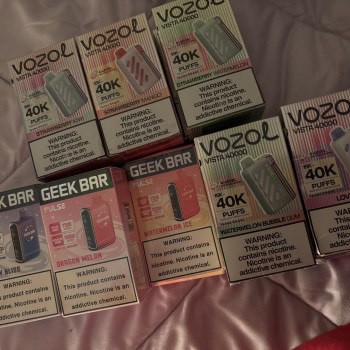 VOZOL
VISTA 40000
40K
PUFFS
STRAWBERRY KIWI
WARNING:
This product
contains nicotine.
Nicotine is an
addictive chemical.
VOZOL
VISTA 40000
40K
PUFFS
STRAWBERRY MANGO
WARNING:
This product
contains nicotine.
Nicotine is an
addictive chemical.
VOZOL
VISTA 40000
40K
PUFFS
STRAWBERRY WATERMELON
WARNING:
This product
contains nicotine.
Nicotine is an
addictive chemical.
K BAR
BLISS
WARNING:
product
nicotine.
Nicotine is an
chemical.
GEEK BAR
PULSE
DRAGON MELON
WARNING:
This product
contains nicotine.
Nicotine is an
addictive chemical.
GEEK BAR
PULSE
WATERMELON ICE
WARNING:
This product
contains nicotine.
Nicotine is an
addictive chemical.
VOZOL
VISTA 40000
40K
PUFFS
WATERMELON BUBBLE GUM
WARNING:
This product
contains nicotine.
Nicotine is an
addictive chemical.
VOZOL
VISTA 40000
40K
PUFFS
WARNING:
This product
contains nicotine.
Nicotine is an
addictive chemical.